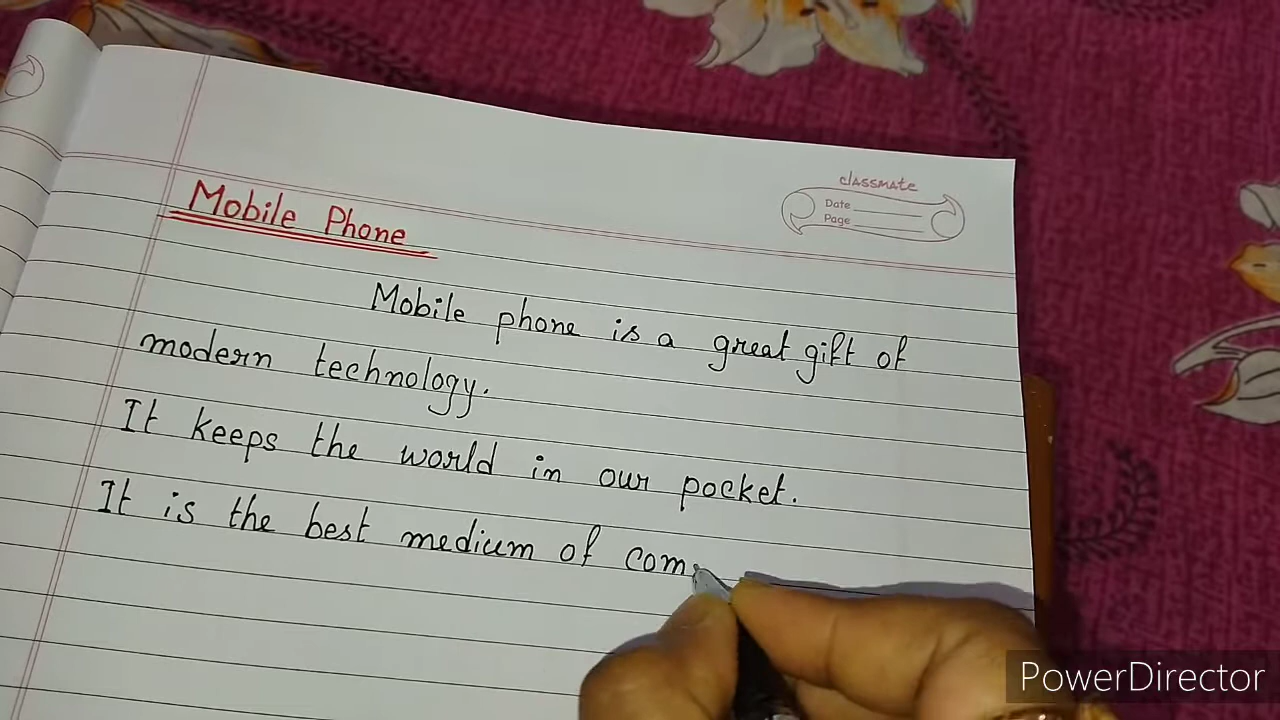 classmate
Date
Page
Mobile Phone
Mobile phone is a great gift of
modern technology.
It keeps the world in our pocket.
It is the best medium of com
PowerDirector